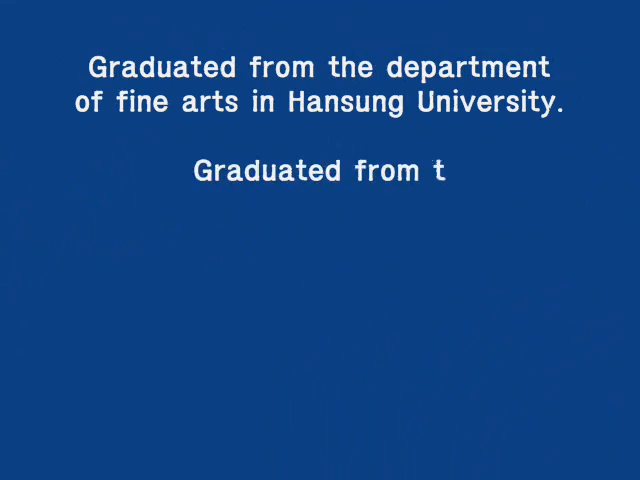 Graduated from the department
of fine arts in Hansung University.
Graduated from t